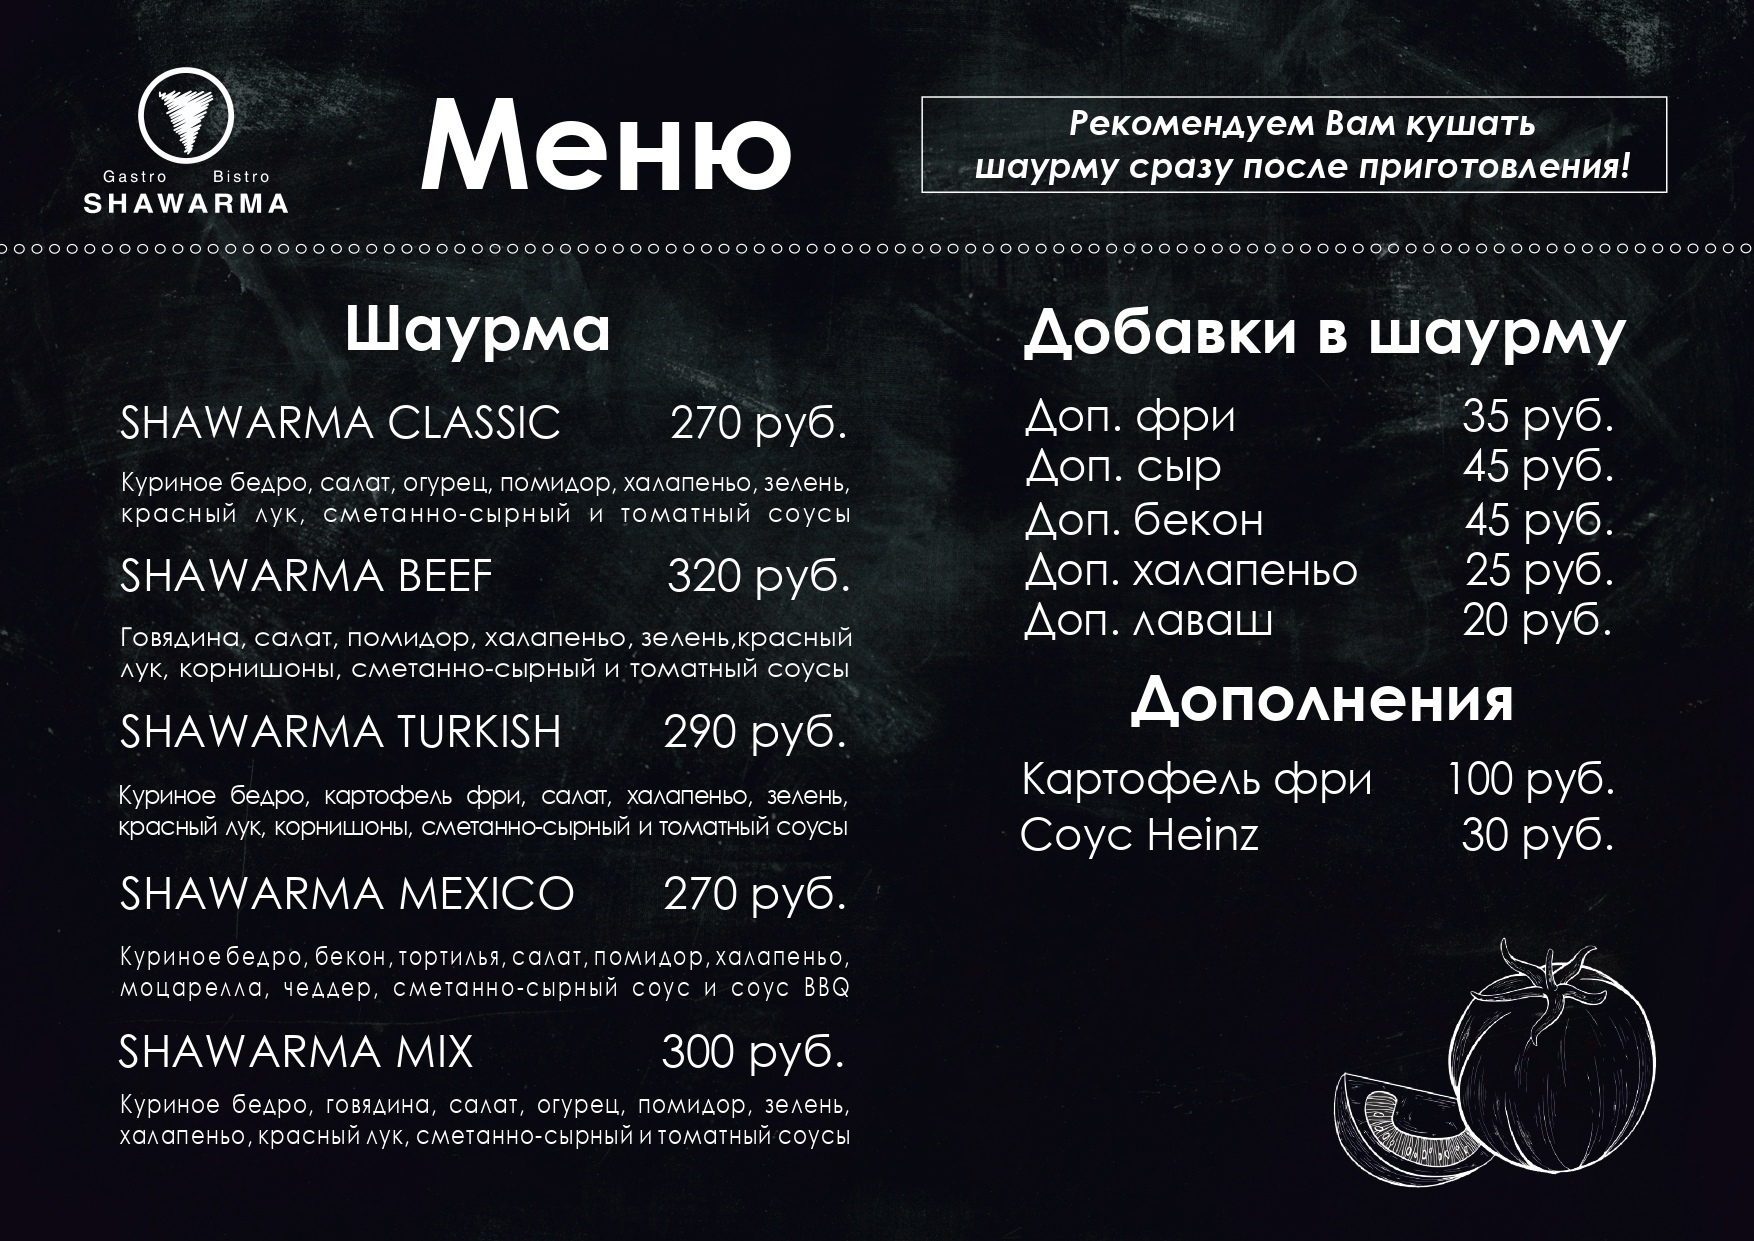 Gastro Bistro
SHAWARMA
Меню
Рекомендуем Вам кушать
шаурму сразу после приготовления!
Шаурма
SHAWARMA CLASSIC 270 руб.
Куриное бедро, салат, огурец, помидор, халапеньо, зелень,
красный лук, сметанно-сырный и томатный соусы
SHAWARMA BEEF 320 руб.
Говядина, салат, помидор, халапеньо, зелень,красный
лук, корнишоны, сметанно-сырный и томатный соусы
SHAWARMA TURKISH 290 руб.
Куриное бедро, картофель фри, салат, халапеньо, зелень,
красный лук, корнишоны, сметанно-сырный и томатный соусы
SHAWARMA MEXICO 270 руб.
Куриное бедро, бекон, тортилья, салат, помидор, халапеньо,
моцарелла, чеддер, сметанно-сырный соус и соус BBQ
SHAWARMA MIX 300 руб.
Куриное бедро, говядина, салат, огурец, помидор, зелень,
халапеньо, красный лук, сметанно-сырный и томатный соусы
Добавки в шаурму
Доп. фри 35 руб.
Доп. сыр 45 руб.
Доп. бекон 45 руб.
Доп. халапеньо 25 руб.
Доп. лаваш 20 руб.
Дополнения
Картофель фри 100 руб.
Соус Heinz 30 руб.